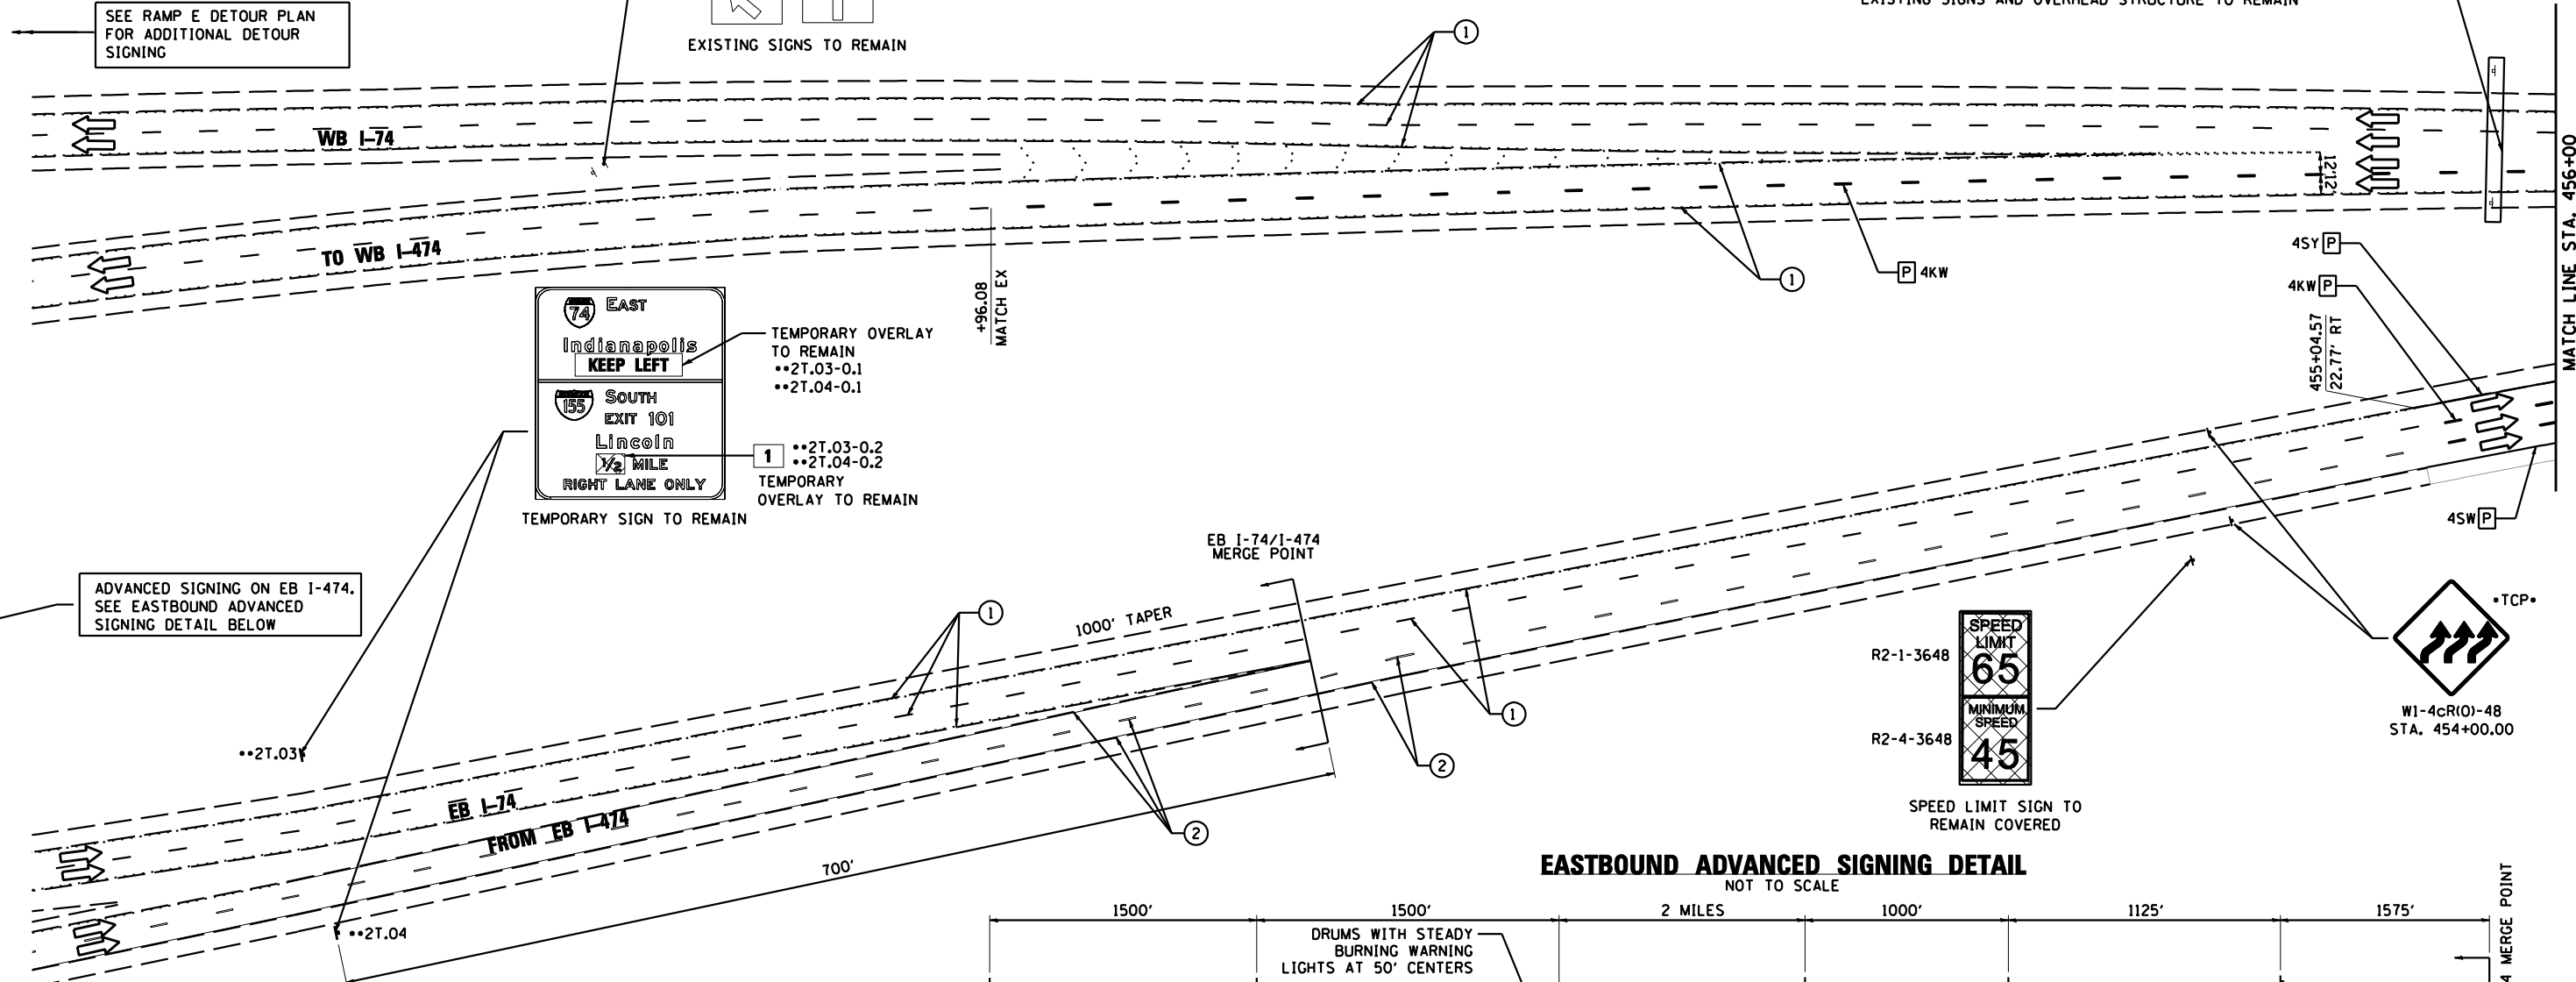 SEE RAMP E DETOUR PLAN
FOR ADDITIONAL DETOUR
SIGNING
EXISTING SIGNS TO REMAIN
EXISTING SIGNS AND OVERHEAD STRUCTURE TO REMAIN
1
WB I-74
TO WB I-474
12'
12'
MATCH LINE STA. 456+00
+96.08
MATCH EX
1
P 4KW
4SY P
4KW P
455+04.57
22.77' RT
4SW P
74 EAST
Indianapolis
KEEP LEFT
155 SOUTH
EXIT 101
Lincoln
1/2 MILE
RIGHT LANE ONLY
TEMPORARY SIGN TO REMAIN
TEMPORARY OVERLAY
TO REMAIN
••2T.03-0.1
••2T.04-0.1
1
••2T.03-0.2
••2T.04-0.2
TEMPORARY
OVERLAY TO REMAIN
ADVANCED SIGNING ON EB I-474.
SEE EASTBOUND ADVANCED
SIGNING DETAIL BELOW
••2T.03
••2T.04
EB I-74
FROM EB I-474
1
1000' TAPER
EB I-74/I-474
MERGE POINT
1
2
2
700'
R2-1-3648
SPEED
LIMIT
65
R2-4-3648
MINIMUM
SPEED
45
SPEED LIMIT SIGN TO
REMAIN COVERED
•TCP•
W1-4cR(O)-48
STA. 454+00.00
EASTBOUND ADVANCED SIGNING DETAIL
NOT TO SCALE
1500'
1500'
2 MILES
1000'
1125'
1575'
DRUMS WITH STEADY
BURNING WARNING
LIGHTS AT 50' CENTERS
4 MERGE POINT